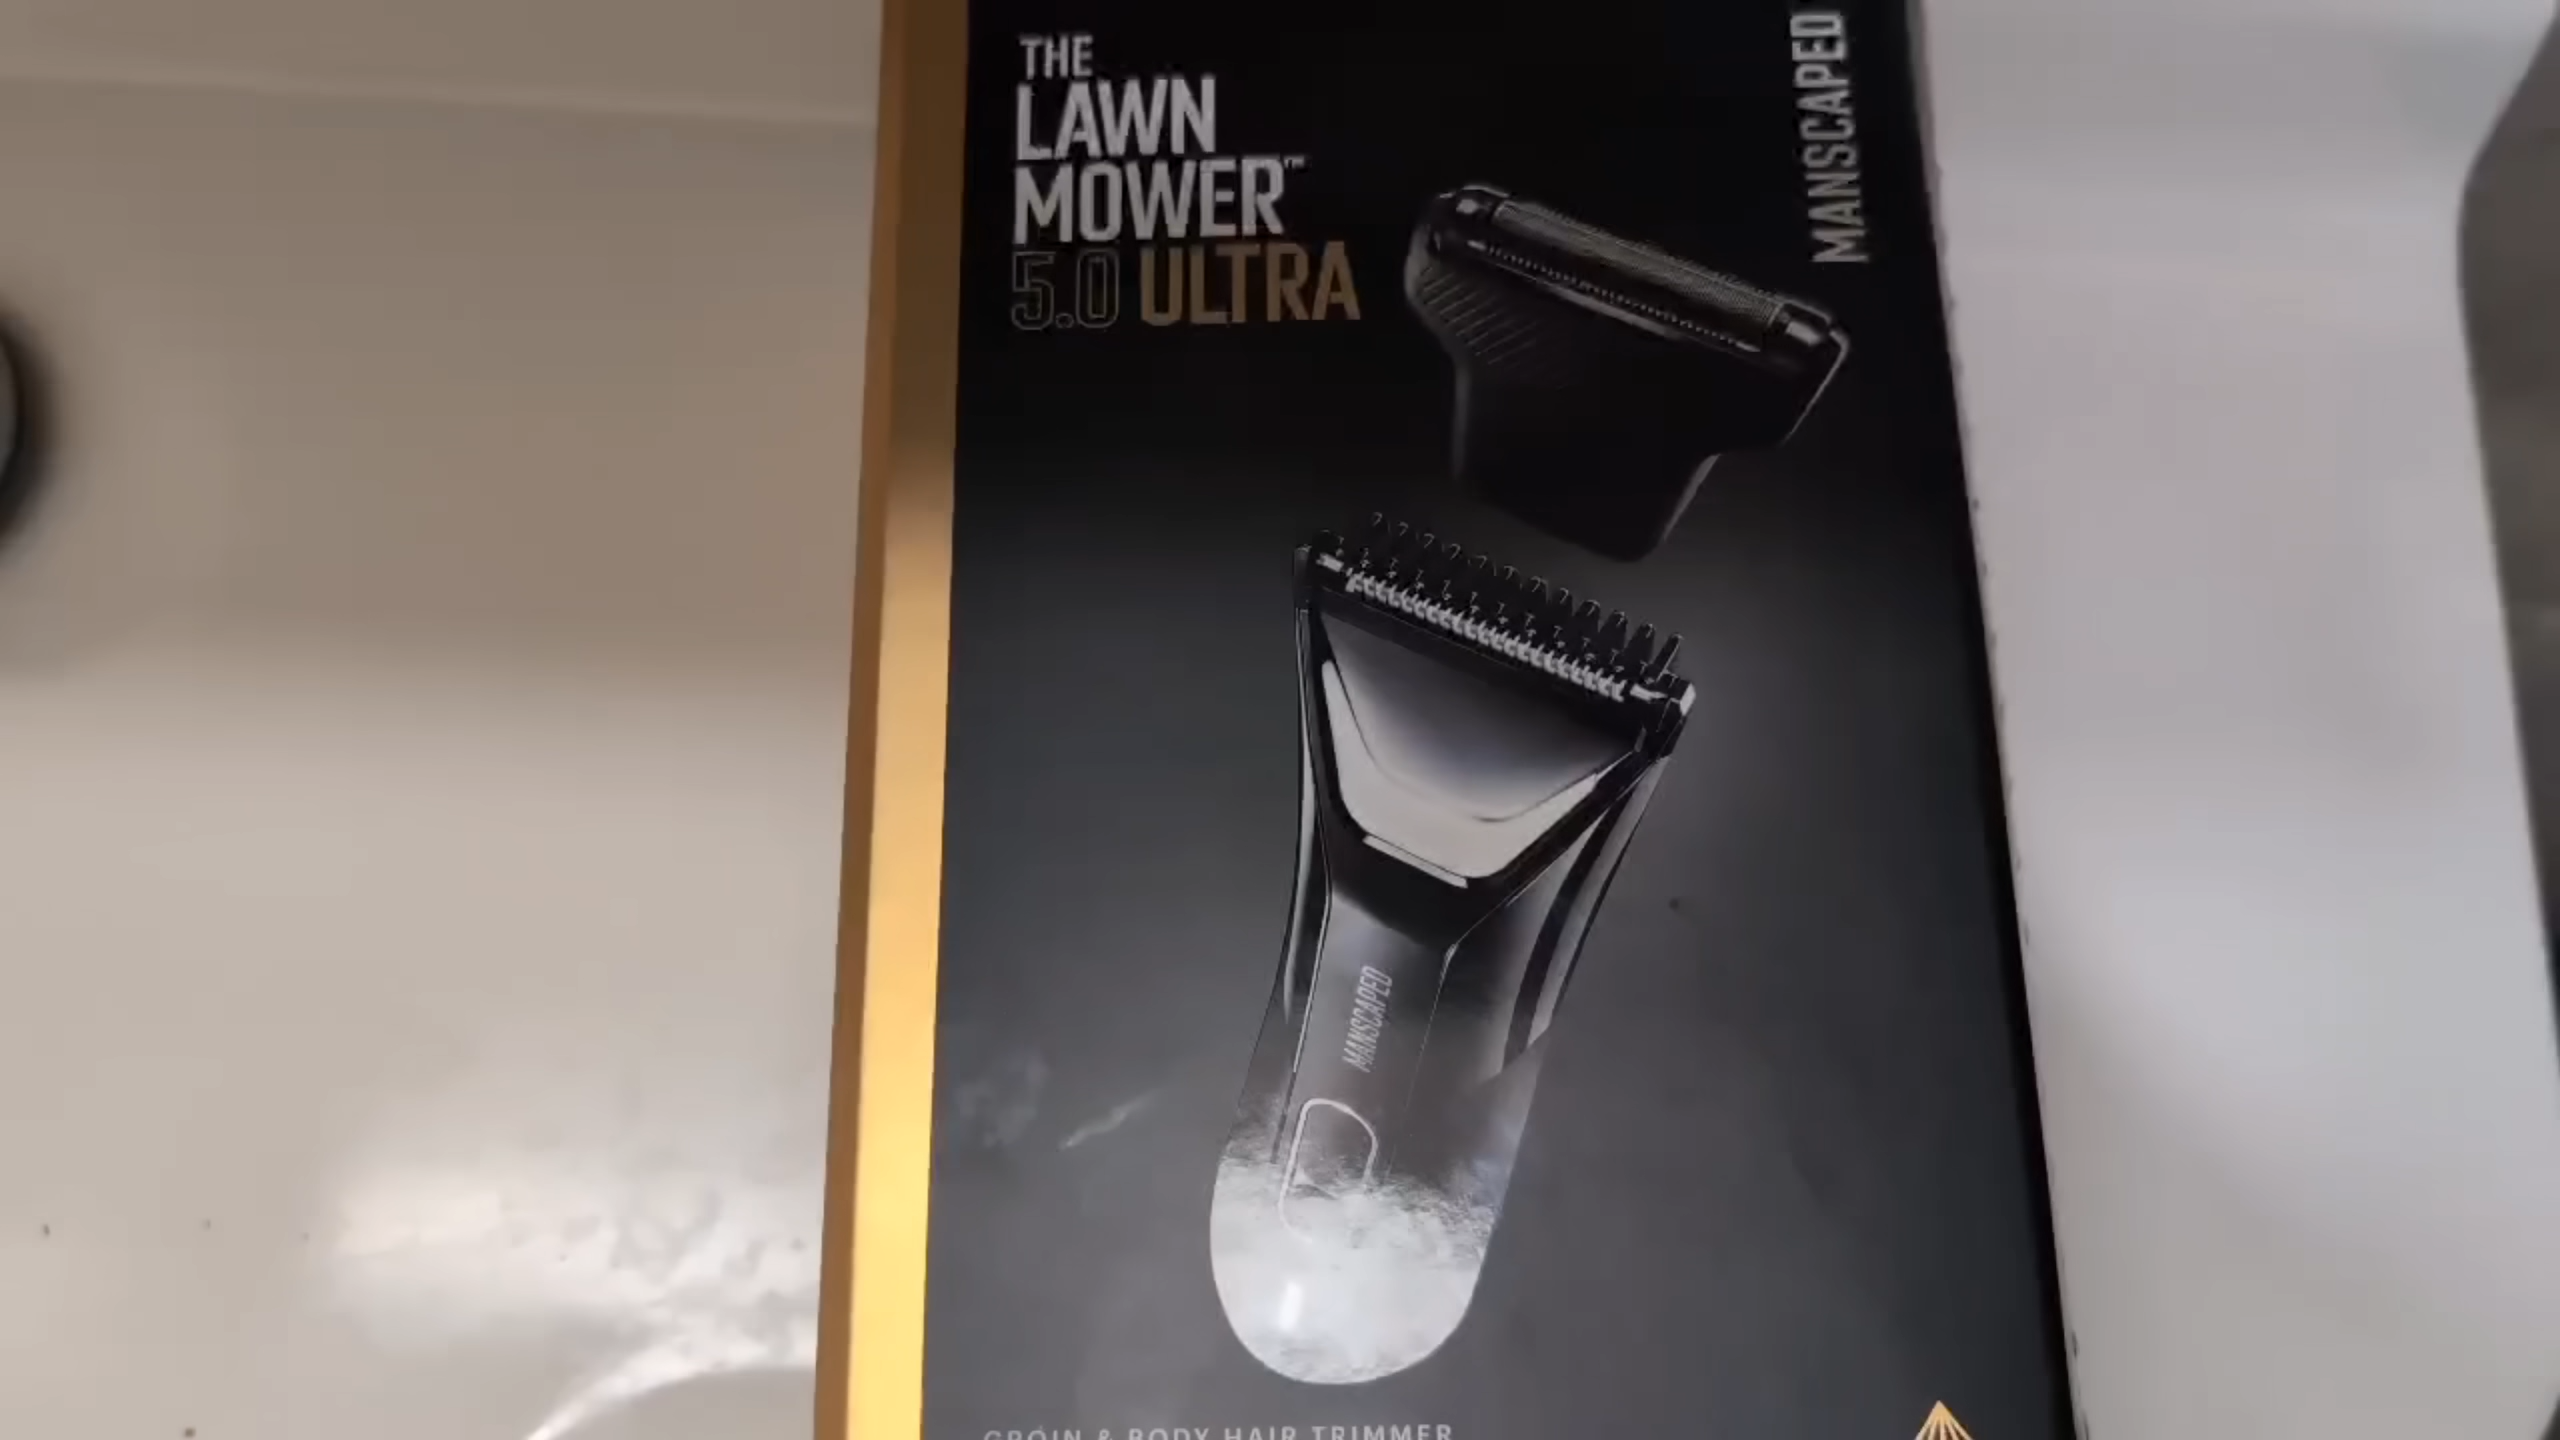 THE
LAWN
MOWER™
5.0 ULTRA
MANSCAPED
MANSCAPED
GROIN & BODY HAIR TRIMMER